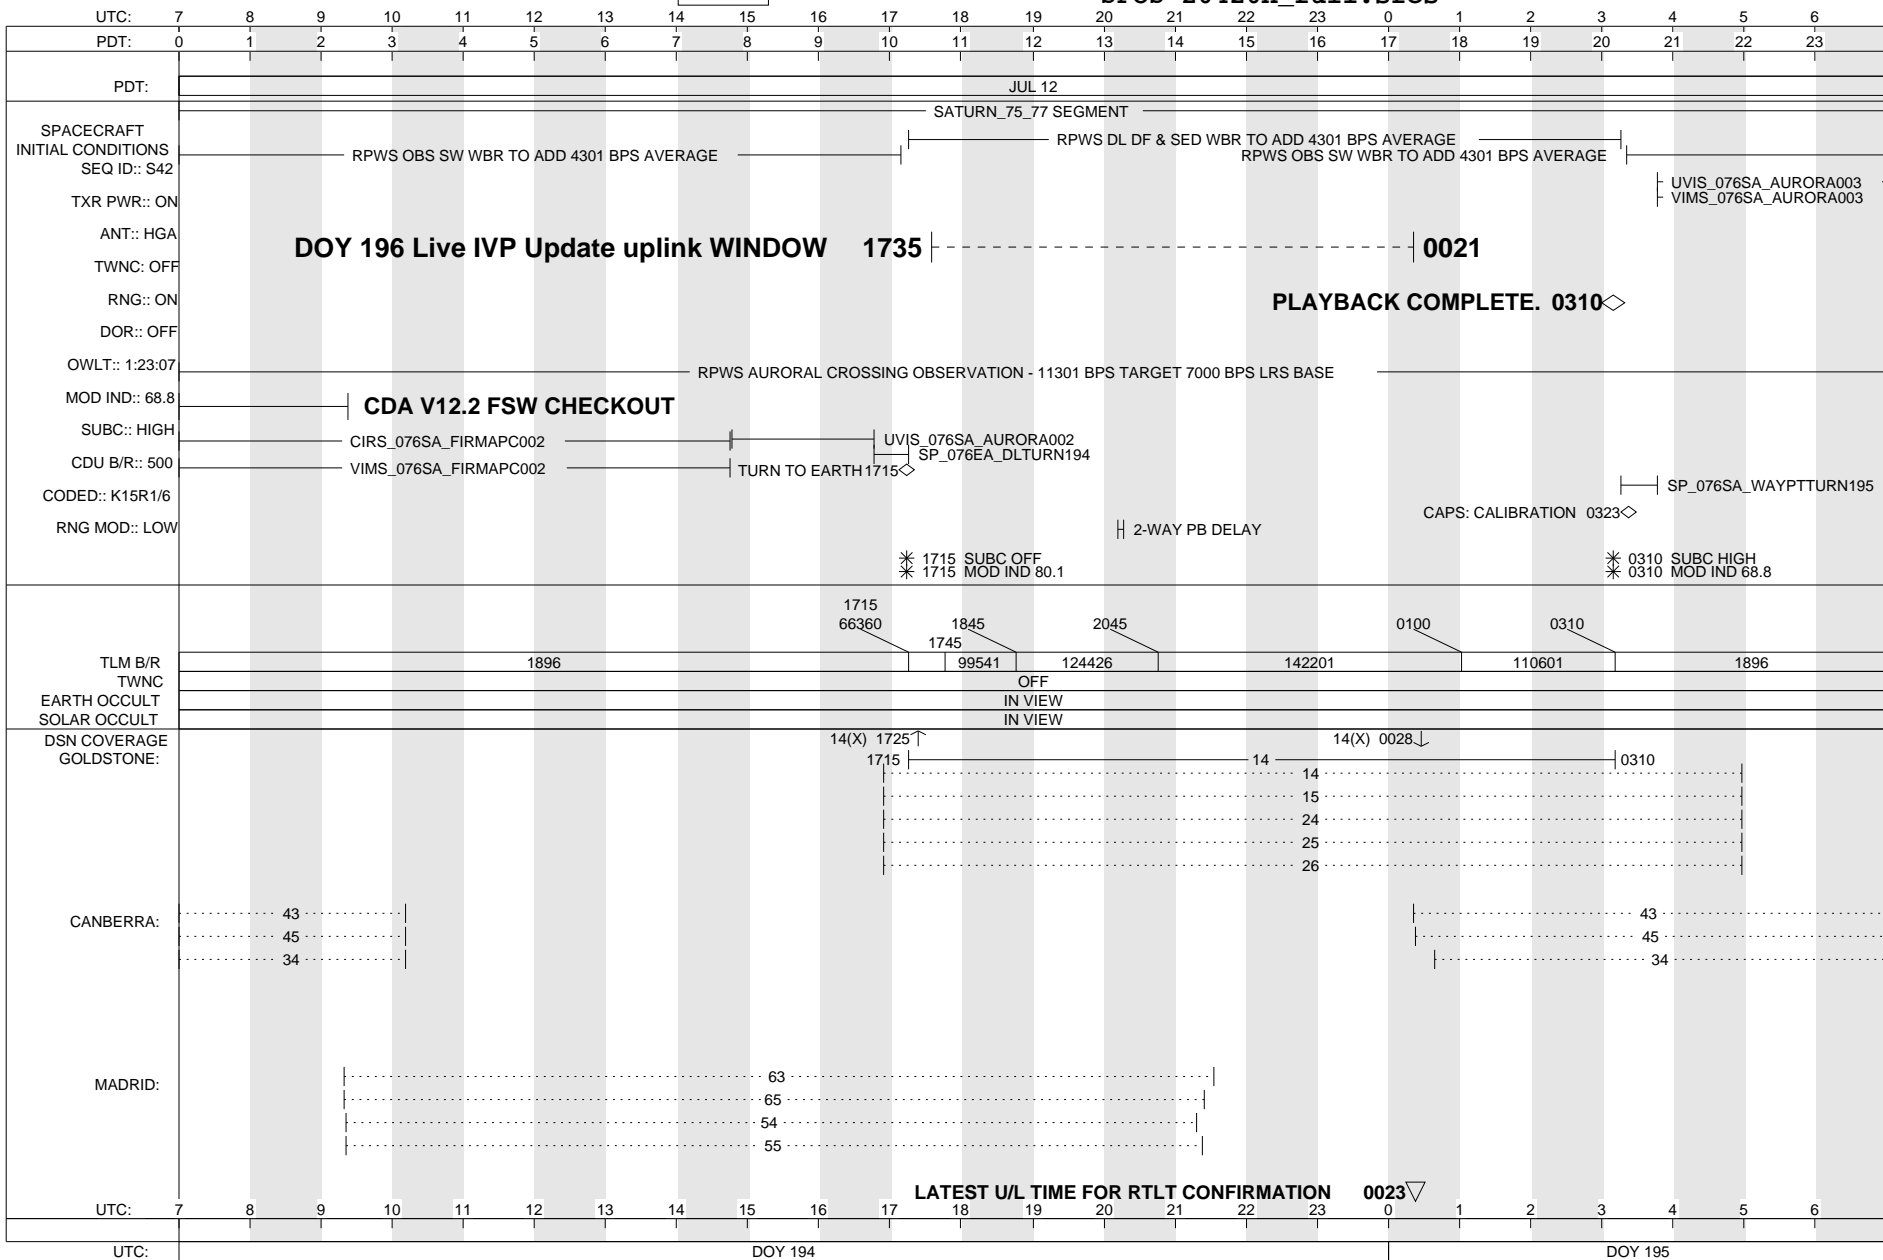 UTC: 7 8 9 10 11 12 13 14 15 16 17 18 19 20 21 22 23 0 1 2 3 4 5 6
PDT: 0 1 2 3 4 5 6 7 8 9 10 11 12 13 14 15 16 17 18 19 20 21 22 23
PDT: JUL 12
SATURN_75_77 SEGMENT
SPACECRAFT
INITIAL CONDITIONS
RPWS DL DF & SED WBR TO ADD 4301 BPS AVERAGE
RPWS OBS SW WBR TO ADD 4301 BPS AVERAGE RPWS OBS SW WBR TO ADD 4301 BPS AVERAGE
SEQ ID:: S42
UVIS_076SA_AURORA003
VIMS_076SA_AURORA003
TXR PWR:: ON
ANT:: HGA
DOY 196 Live IVP Update uplink WINDOW 1735 0021
TWNC: OFF
RNG:: ON
PLAYBACK COMPLETE. 0310
DOR:: OFF
OWLT:: 1:23:07
RPWS AURORAL CROSSING OBSERVATION - 11301 BPS TARGET 7000 BPS LRS BASE
MOD IND:: 68.8
CDA V12.2 FSW CHECKOUT
SUBC:: HIGH
CIRS_076SA_FIRMAPC002 UVIS_076SA_AURORA002
SP_076EA_DLTURN194
CDU B/R:: 500
VIMS_076SA_FIRMAPC002 TURN TO EARTH 1715
SP_076SA_WAYPTTURN195
CODED:: K15R1/6
CAPS: CALIBRATION 0323
RNG MOD:: LOW
2-WAY PB DELAY
1715 SUBC OFF 0310 SUBC HIGH
1715 MOD IND 80.1 0310 MOD IND 68.8
1715
66360 1845 2045 0100 0310
1745
TLM B/R 1896 99541 124426 142201 110601 1896
TWNC OFF
EARTH OCCULT IN VIEW
SOLAR OCCULT IN VIEW
DSN COVERAGE 14(X) 1725 14(X) 0028
GOLDSTONE: 1715 14 0310
14
15
24
25
26
CANBERRA: 43 43
45 45
34 34
MADRID: 63
65
54
55
LATEST U/L TIME FOR RTLT CONFIRMATION 0023
UTC: 7 8 9 10 11 12 13 14 15 16 17 18 19 20 21 22 23 0 1 2 3 4 5 6
UTC: DOY 194 DOY 195